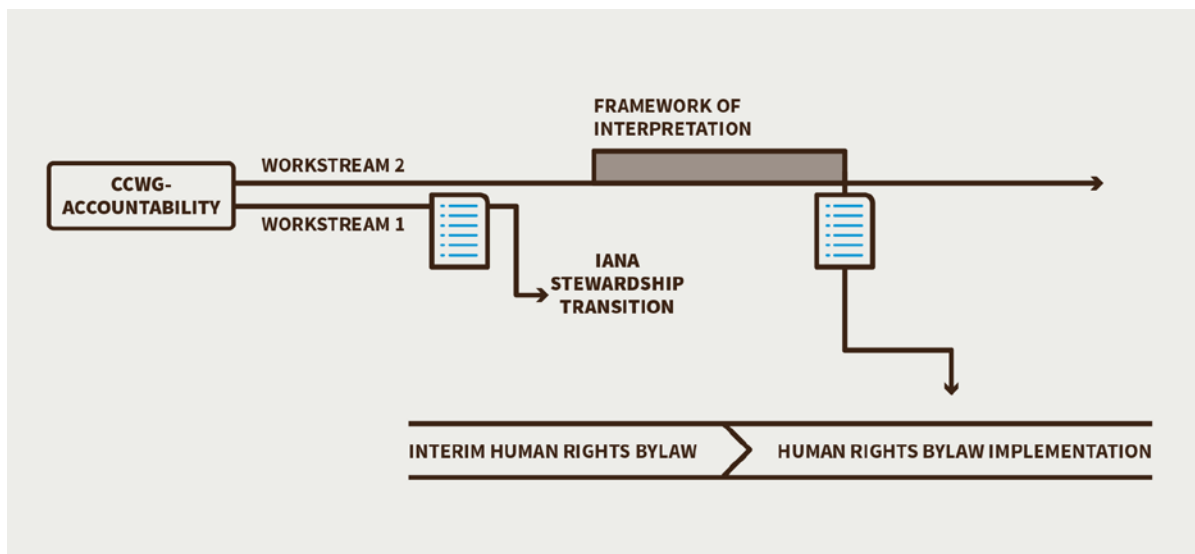 FRAMEWORK OF
INTERPRETATION
WORKSTREAM 2
CCWG-
ACCOUNTABILITY
WORKSTREAM 1
IANA
STEWARDSHIP
TRANSITION
INTERIM HUMAN RIGHTS BYLAW
HUMAN RIGHTS BYLAW IMPLEMENTATION